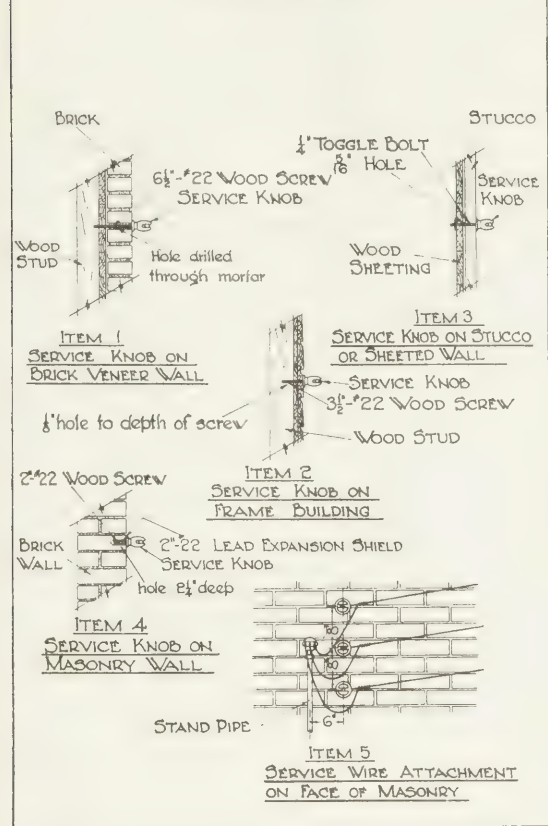 BRICK
6½"-#22 WOOD SCREW
SERVICE KNOB
WOOD
STUD
Hole drilled
through mortar
ITEM 1
SERVICE KNOB ON
BRICK VENEER WALL
STUCCO
¼" TOGGLE BOLT
5/16" HOLE
SERVICE
KNOB
WOOD
SHEETING
ITEM 3
SERVICE KNOB ON STUCCO
OR SHEETED WALL
SERVICE KNOB
3½"-#22 WOOD SCREW
⅛" hole to depth of screw
WOOD STUD
ITEM 2
SERVICE KNOB ON
FRAME BUILDING
2"-#22 WOOD SCREW
2"-22 LEAD EXPANSION SHIELD
SERVICE KNOB
BRICK
WALL
hole 2¼" deep
ITEM 4
SERVICE KNOB ON
MASONRY WALL
8"
8"
6"
STAND PIPE
ITEM 5
SERVICE WIRE ATTACHMENT
ON FACE OF MASONRY